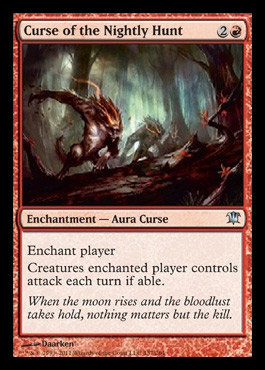 Curse of the Nightly Hunt 2
Enchantment — Aura Curse
Enchant player
Creatures enchanted player controls
attack each turn if able.
When the moon rises and the bloodlust
takes hold, nothing matters but the kill.
Daarken